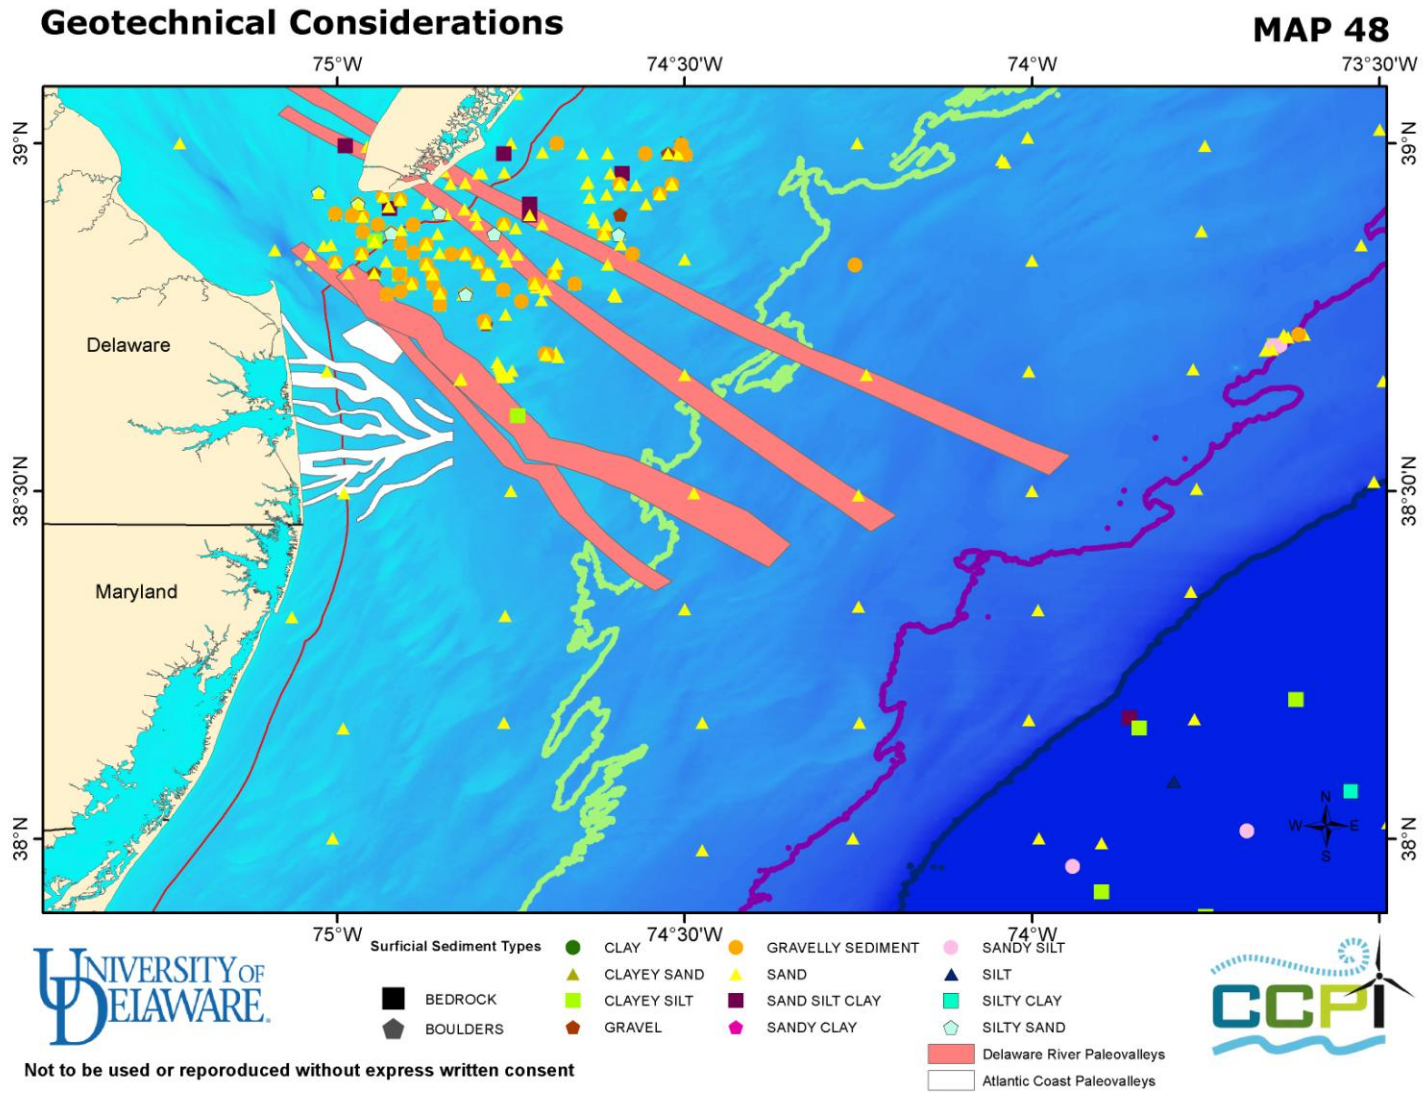 Geotechnical Considerations
MAP 48
75°W 74°30'W 74°W 73°30'W
39°N 39°N
Delaware
38°30'N 38°30'N
Maryland
38°N 38°N
N
W E
S
75°W 74°30'W 74°W
Surficial Sediment Types
BEDROCK
BOULDERS
CLAY
CLAYEY SAND
CLAYEY SILT
GRAVEL
GRAVELLY SEDIMENT
SAND
SAND SILT CLAY
SANDY CLAY
SANDY SILT
SILT
SILTY CLAY
SILTY SAND
Delaware River Paleovalleys
Atlantic Coast Paleovalleys
UNIVERSITY OF
DELAWARE.
CCPI
Not to be used or reporoduced without express written consent